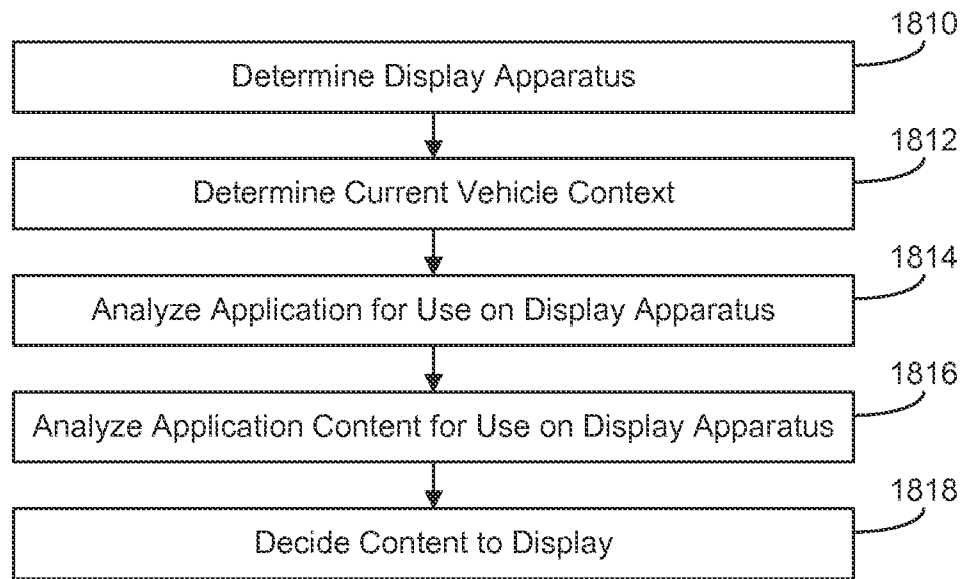 1810
Determine Display Apparatus
1812
Determine Current Vehicle Context
1814
Analyze Application for Use on Display Apparatus
1816
Analyze Application Content for Use on Display Apparatus
1818
Decide Content to Display